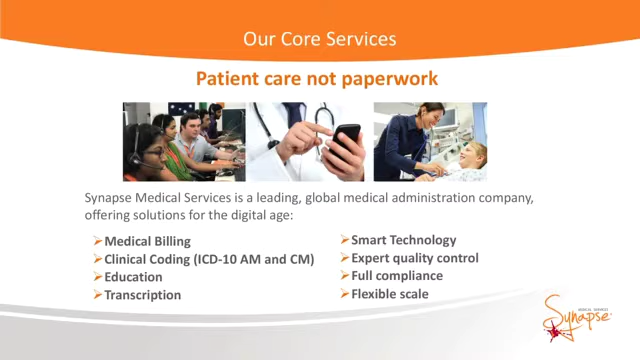 Our Core Services
Patient care not paperwork
Synapse Medical Services is a leading, global medical administration company,
offering solutions for the digital age:
➢Medical Billing
➢Clinical Coding (ICD-10 AM and CM)
➢Education
➢Transcription
➢Smart Technology
➢Expert quality control
➢Full compliance
➢Flexible scale
MEDICAL SERVICES
Synapse